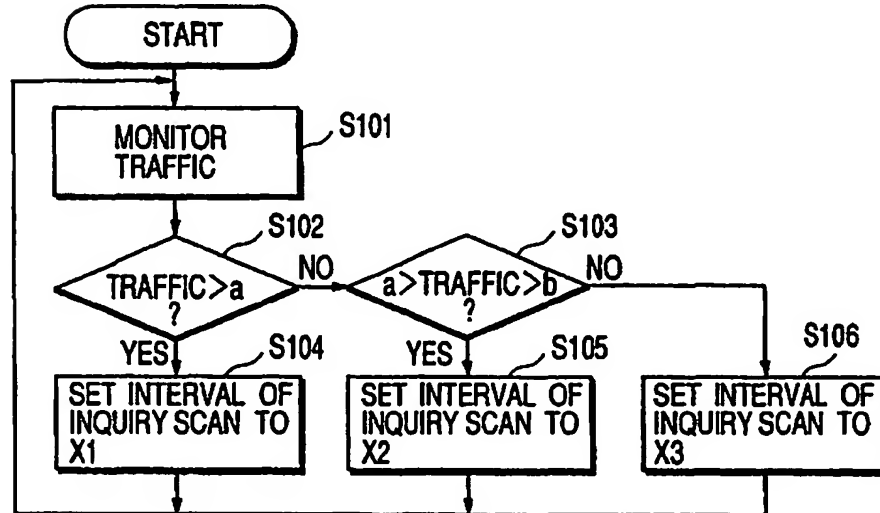 START
MONITOR
TRAFFIC
S101
S102
S103
TRAFFIC>a
?
NO
a>TRAFFIC>b
?
NO
YES
S104
YES
S105
S106
SET INTERVAL OF
INQUIRY SCAN TO
X1
SET INTERVAL OF
INQUIRY SCAN TO
X2
SET INTERVAL OF
INQUIRY SCAN TO
X3